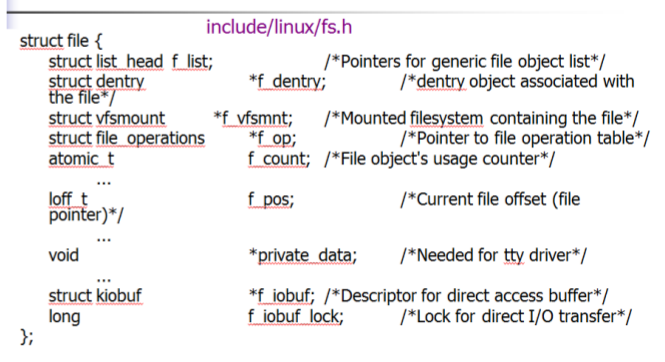 include/linux/fs.h
struct file {
struct list_head f_list; /*Pointers for generic file object list*/
struct dentry *f_dentry; /*dentry object associated with
the file*/
struct vfsmount *f_vfsmnt; /*Mounted filesystem containing the file*/
struct file_operations *f_op; /*Pointer to file operation table*/
atomic_t f_count; /*File object's usage counter*/
...
loff_t f_pos; /*Current file offset (file
pointer)*/
...
void *private_data; /*Needed for tty driver*/
...
struct kiobuf *f_iobuf; /*Descriptor for direct access buffer*/
long f_iobuf_lock; /*Lock for direct I/O transfer*/
};